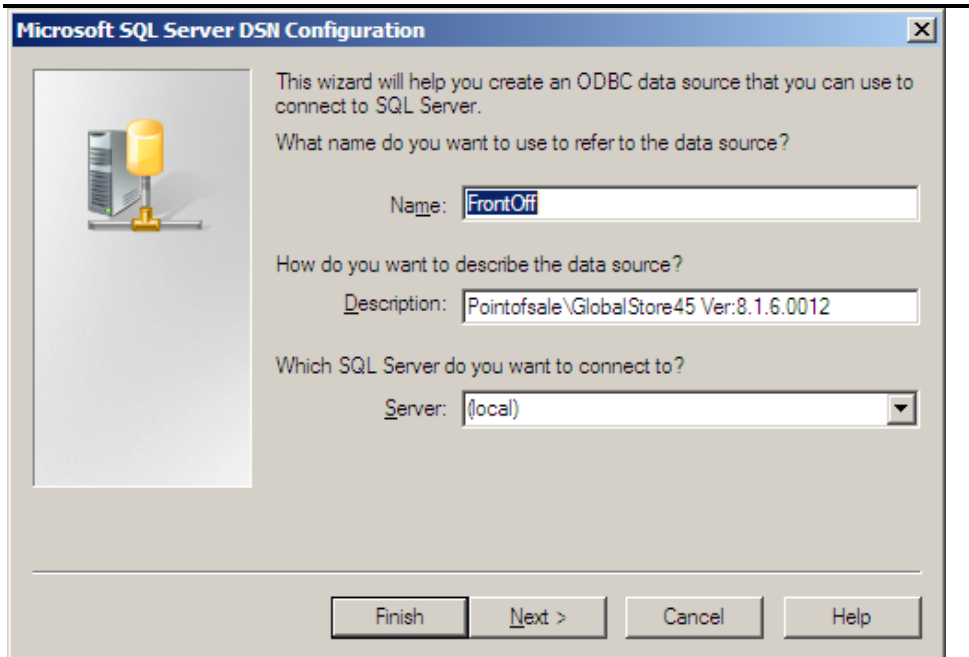 Microsoft SQL Server DSN Configuration
This wizard will help you create an ODBC data source that you can use to
connect to SQL Server.
What name do you want to use to refer to the data source?
Name: FrontOff
How do you want to describe the data source?
Description: Pointofsale\GlobalStore45 Ver:8.1.6.0012
Which SQL Server do you want to connect to?
Server: (local)
Finish Next > Cancel Help